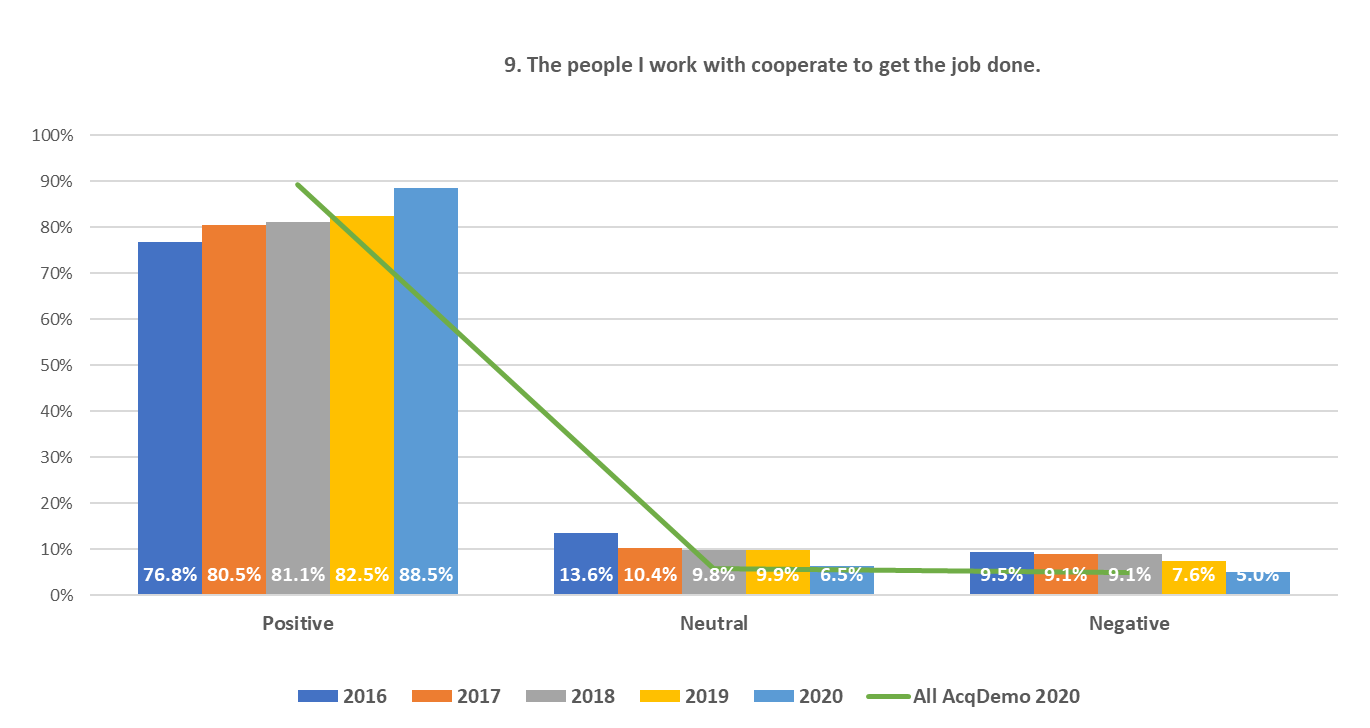 9. The people I work with cooperate to get the job done.
100%
90%
80%
70%
60%
50%
40%
30%
20%
10%
0%
76.8% 80.5% 81.1% 82.5% 88.5% 13.6% 10.4% 9.8% 9.9% 6.5% 9.5% 9.1% 9.1% 7.6% 5.0%
Positive Neutral Negative
2016 2017 2018 2019 2020 All AcqDemo 2020